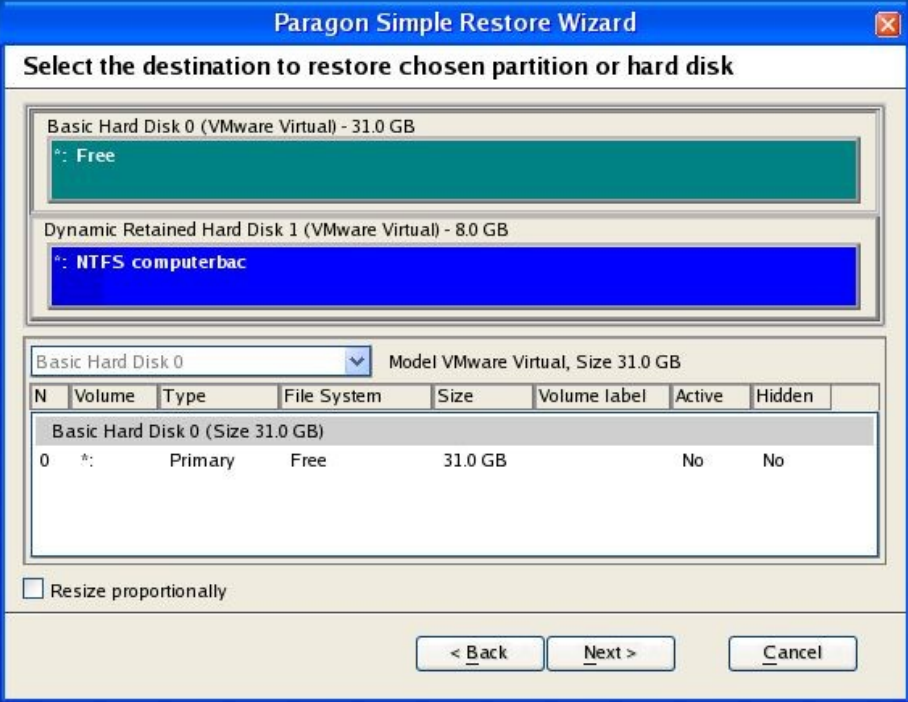 Paragon Simple Restore Wizard
Select the destination to restore chosen partition or hard disk
Basic Hard Disk 0 (VMware Virtual) - 31.0 GB
*: Free
Dynamic Retained Hard Disk 1 (VMware Virtual) - 8.0 GB
*: NTFS computerbac
Basic Hard Disk 0 Model VMware Virtual, Size 31.0 GB
N Volume Type File System Size Volume label Active Hidden
Basic Hard Disk 0 (Size 31.0 GB)
0 *: Primary Free 31.0 GB No No
Resize proportionally
< Back Next > Cancel